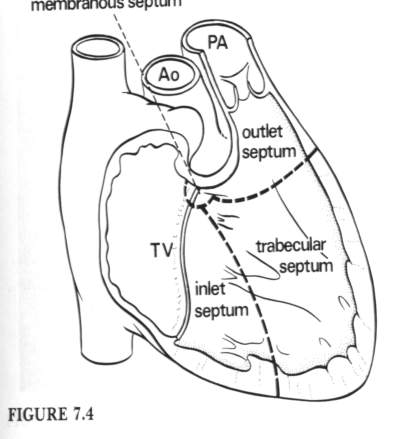 membranous septum
PA
Ao
outlet
septum
TV
trabecular
septum
inlet
septum
FIGURE 7.4